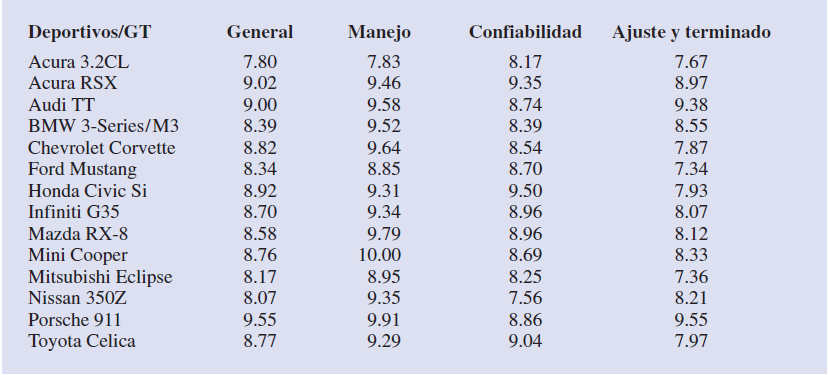 Deportivos/GT General Manejo Confiabilidad Ajuste y terminado
Acura 3.2CL 7.80 7.83 8.17 7.67
Acura RSX 9.02 9.46 9.35 8.97
Audi TT 9.00 9.58 8.74 9.38
BMW 3-Series/M3 8.39 9.52 8.39 8.55
Chevrolet Corvette 8.82 9.64 8.54 7.87
Ford Mustang 8.34 8.85 8.70 7.34
Honda Civic Si 8.92 9.31 9.50 7.93
Infiniti G35 8.70 9.34 8.96 8.07
Mazda RX-8 8.58 9.79 8.96 8.12
Mini Cooper 8.76 10.00 8.69 8.33
Mitsubishi Eclipse 8.17 8.95 8.25 7.36
Nissan 350Z 8.07 9.35 7.56 8.21
Porsche 911 9.55 9.91 8.86 9.55
Toyota Celica 8.77 9.29 9.04 7.97